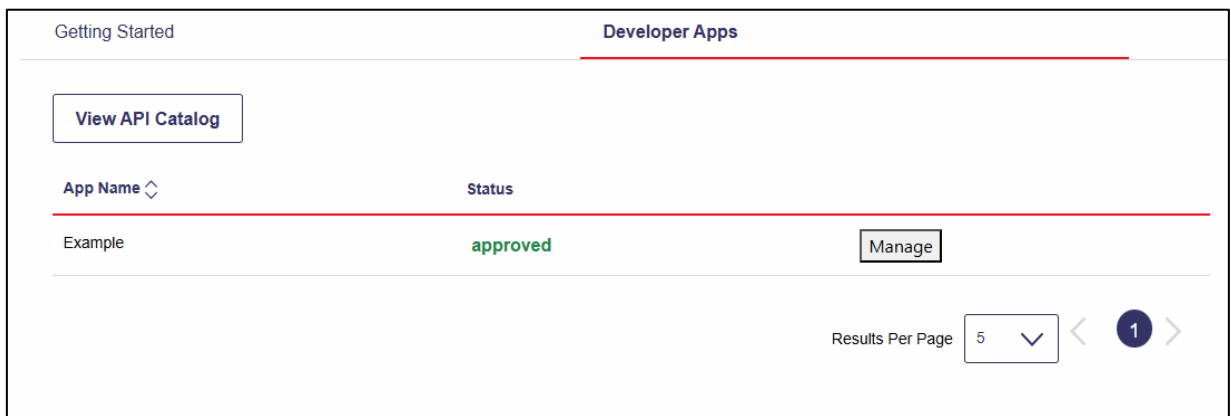 Getting Started
Developer Apps
View API Catalog
App Name
Status
Example
approved
Manage
Results Per Page
5
1